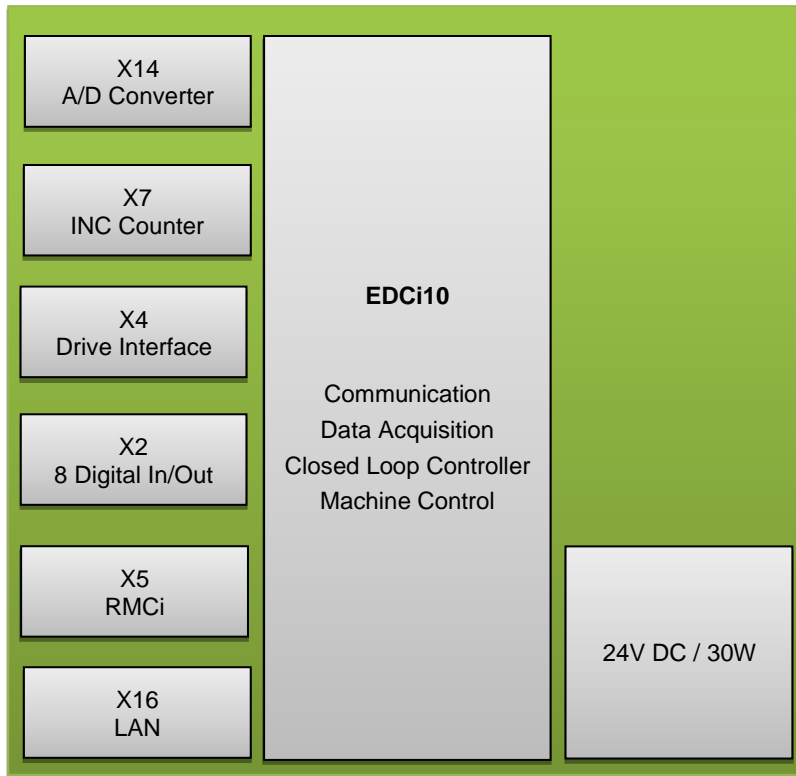 X14
A/D Converter
X7
INC Counter
X4
Drive Interface
X2
8 Digital In/Out
X5
RMCi
X16
LAN
EDCi10
Communication
Data Acquisition
Closed Loop Controller
Machine Control
24V DC / 30W